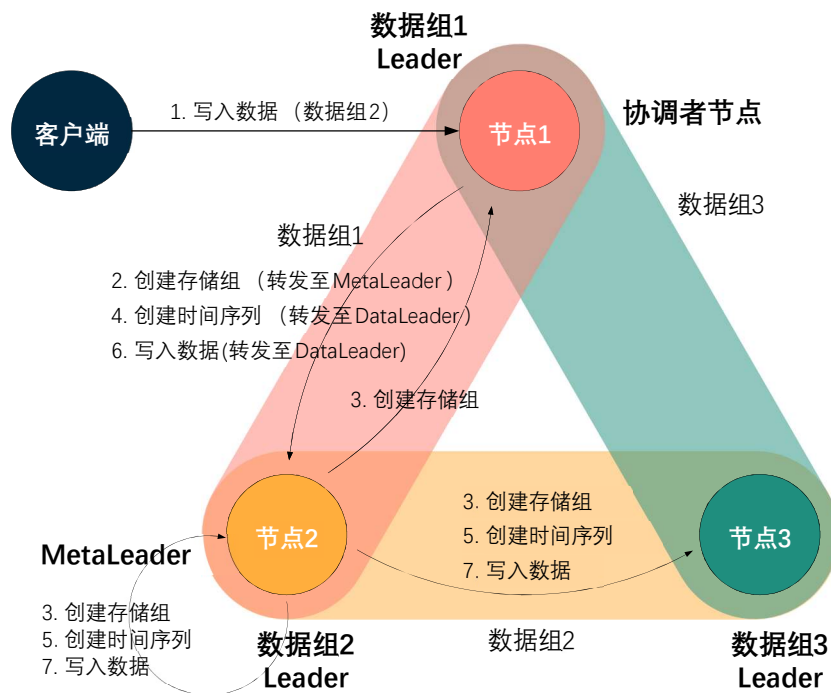 数据组1
Leader
客户端
1. 写入数据 (数据组2)
节点1
协调者节点
数据组3
数据组1
2. 创建存储组 (转发至MetaLeader)
4. 创建时间序列 (转发至DataLeader)
6. 写入数据(转发至DataLeader)
3. 创建存储组
节点2
3. 创建存储组
5. 创建时间序列
7. 写入数据
节点3
MetaLeader
3. 创建存储组
5. 创建时间序列
7. 写入数据
数据组2
Leader
数据组2
数据组3
Leader